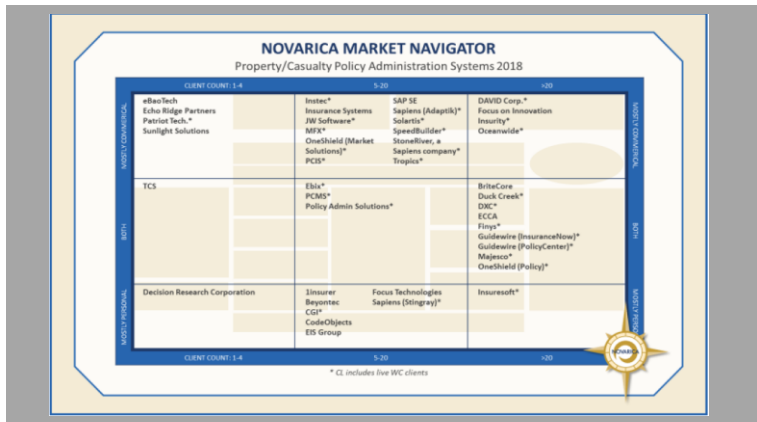 NOVARICA MARKET NAVIGATOR
Property/Casualty Policy Administration Systems 2018
CLIENT COUNT: 1-4
5-20
>20
MOSTLY COMMERCIAL
eBaoTech
Echo Ridge Partners
Patriot Tech.*
Sunlight Solutions
Instec*
Insurance Systems
JW Software*
MFX*
OneShield (Market
Solutions)*
PCIS*
SAP SE
Sapiens (Adaptik)*
Solartis*
SpeedBuilder*
StoneRiver, a
Sapiens company*
Tropics*
DAVID Corp.*
Focus on Innovation
Insurity*
Oceanwide*
MOSTLY COMMERICAL
BOTH
TCS
Ebix*
PCMS*
Policy Admin Solutions*
BriteCore
Duck Creek*
DXC*
ECCA
Finys*
Guidewire (InsuranceNow)*
Guidewire (PolicyCenter)*
Majesco*
OneShield (Policy)*
BOTH
MOSTLY PERSONAL
Decision Research Corporation
1insurer
Beyontec
CGI*
CodeObjects
EIS Group
Focus Technologies
Sapiens (Stingray)*
Insuresoft*
MOSTLY PERSO
CLIENT COUNT: 1-4
5-20
>20
NOVARICA
* CL includes live WC clients